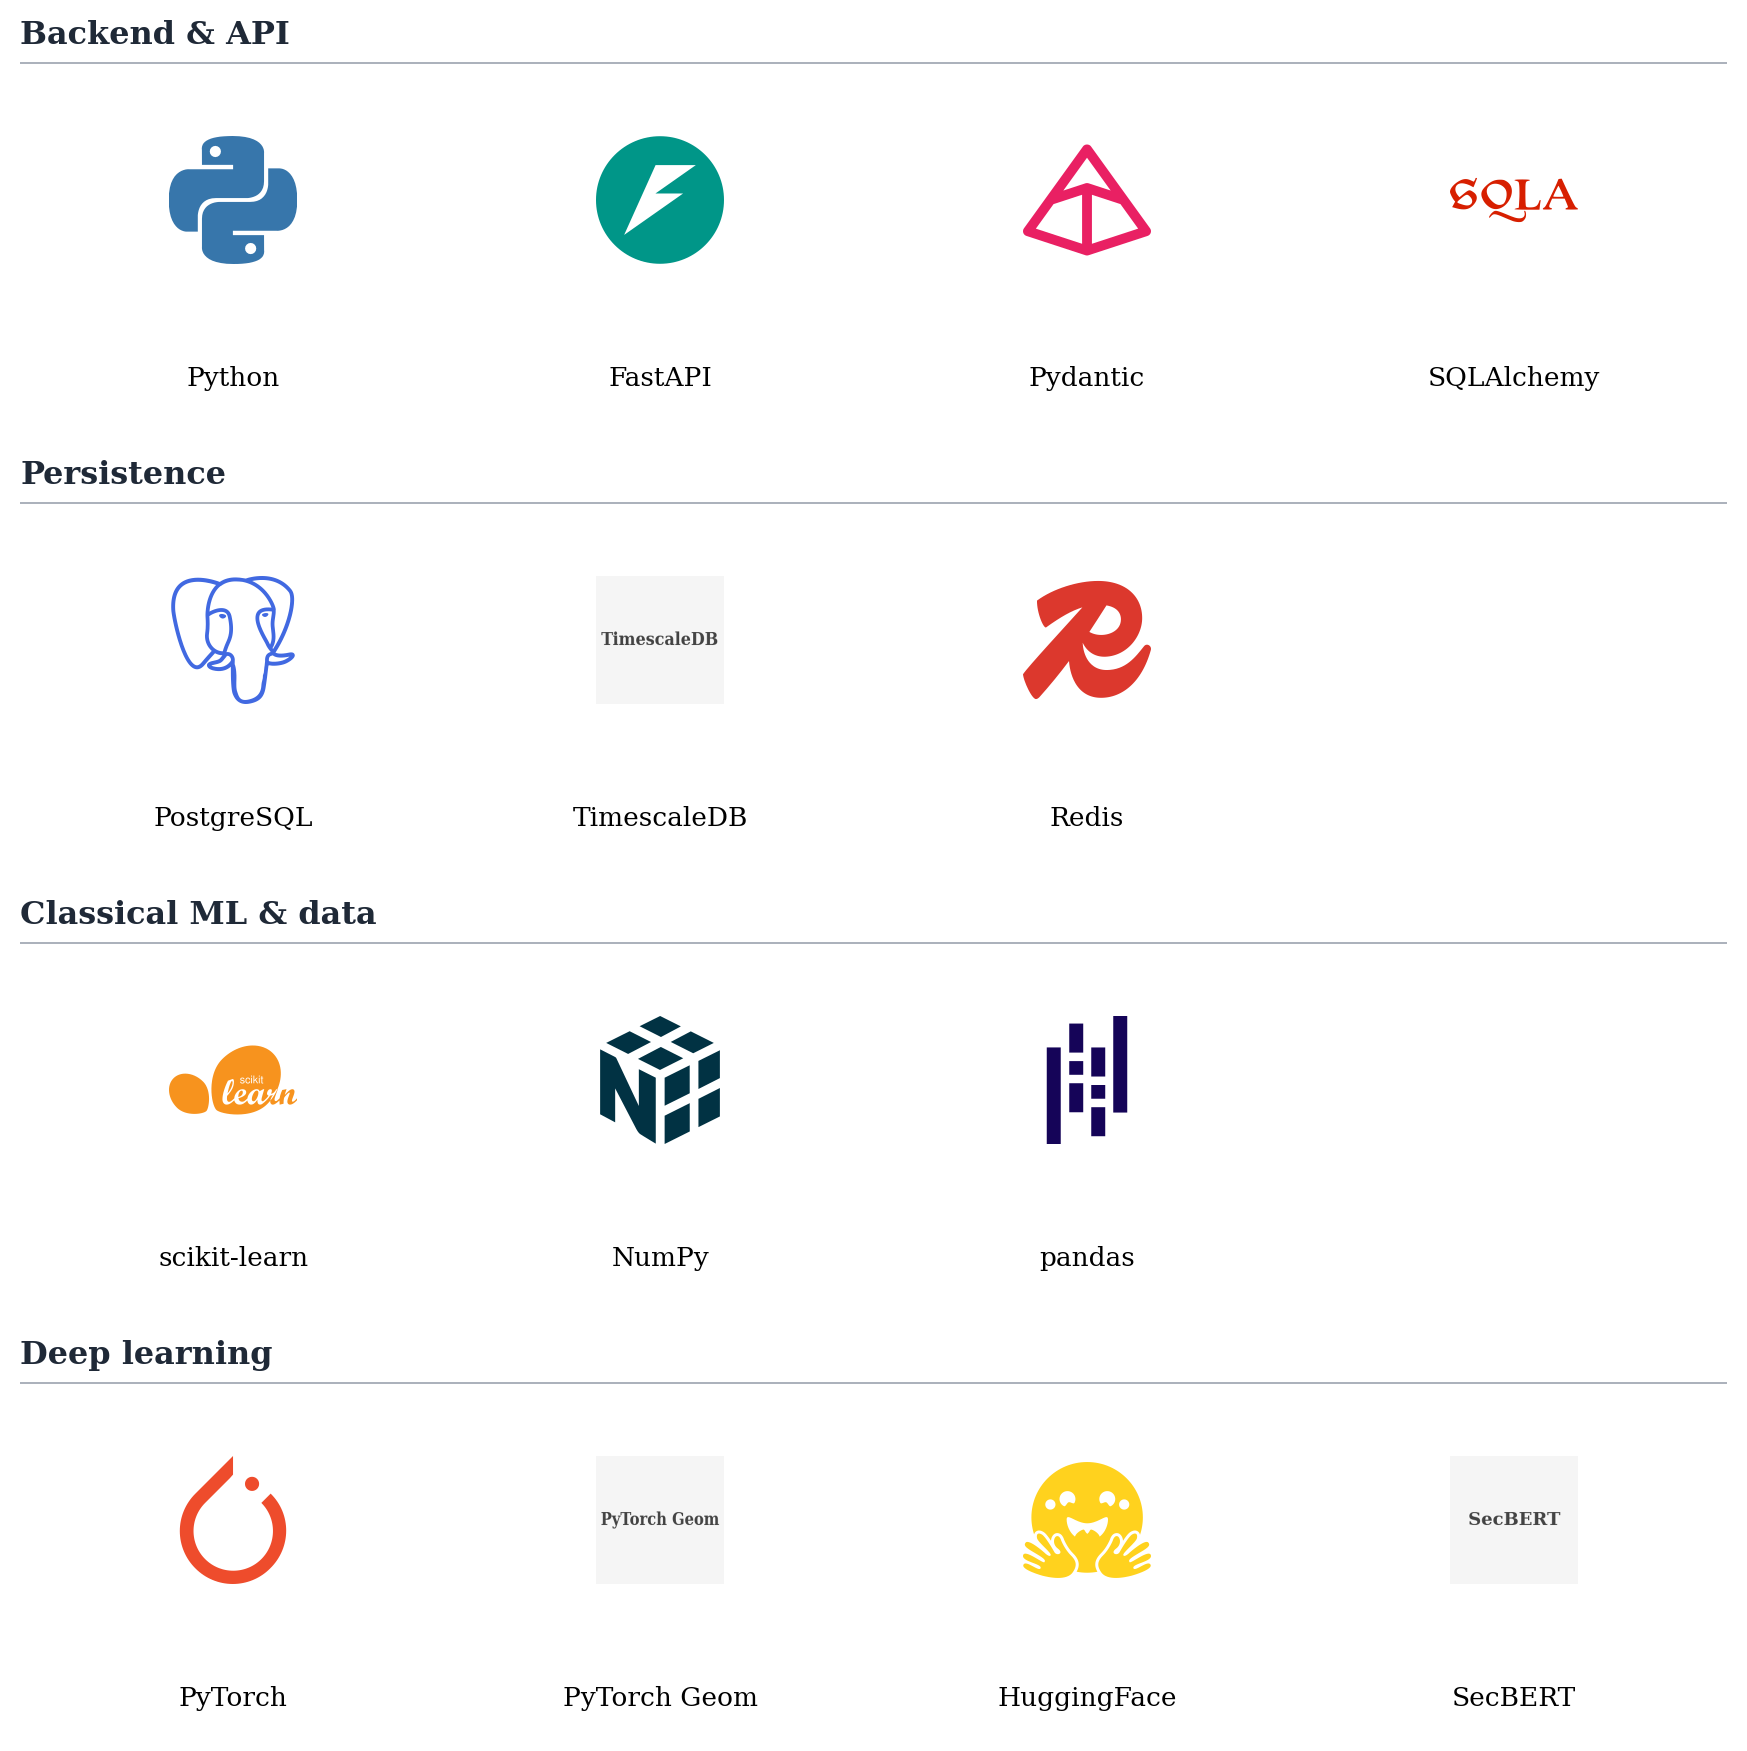 Backend & API
SQLA
Python
FastAPI
Pydantic
SQLAlchemy
Persistence
TimescaleDB
PostgreSQL
TimescaleDB
Redis
Classical ML & data
scikit
learn
N
scikit-learn
NumPy
pandas
Deep learning
PyTorch Geom
SecBERT
PyTorch
PyTorch Geom
HuggingFace
SecBERT